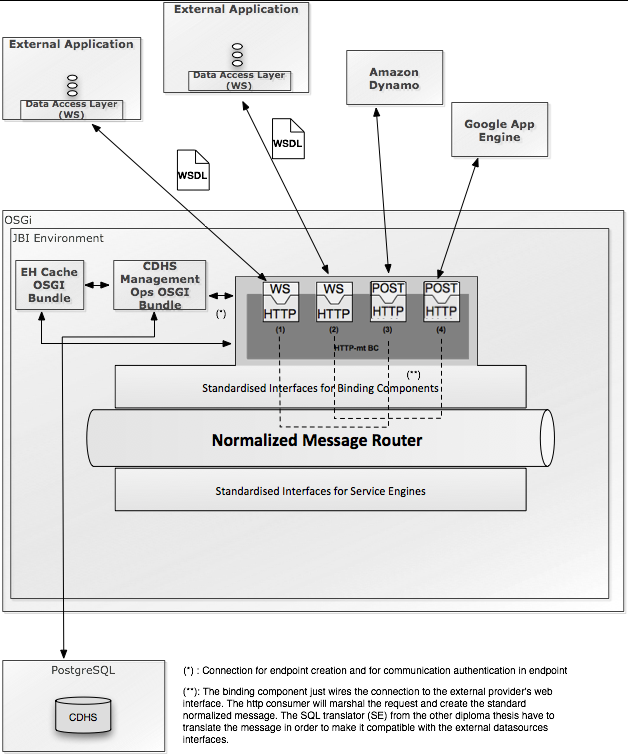 External Application
Data Access Layer
(WS)
External Application
Data Access Layer
(WS)
Amazon
Dynamo
Google App
Engine
WSDL
WSDL
OSGi
JBI Environment
EH Cache
OSGI
Bundle
CDHS
Management
Ops OSGI
Bundle
(*)
WS
HTTP
(1)
WS
HTTP
(2)
POST
HTTP
(3)
POST
HTTP
(4)
HTTP-mt BC
(**)
Standardised Interfaces for Binding Components
Normalized Message Router
Standardised Interfaces for Service Engines
PostgreSQL
CDHS
(*) : Connection for endpoint creation and for communication authentication in endpoint
(**): The binding component just wires the connection to the external provider's web
interface. The http consumer will marshal the request and create the standard
normalized message. The SQL translator (SE) from the other diploma thesis have to
translate the message in order to make it compatible with the external datasources
interfaces.